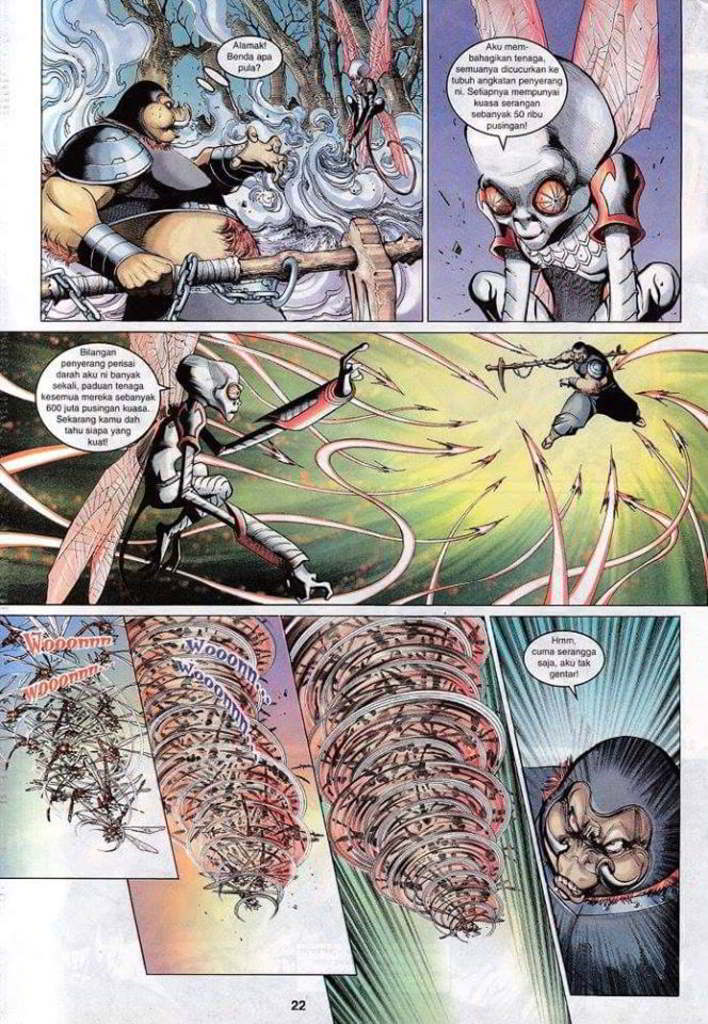 Alamak!
Benda apa
pula?
Aku mem-
bahagikan tenaga,
semuanya dicucurkan ke
tubuh angkatan penyerang
ni. Setiapnya mempunyai
kuasa serangan
sebanyak 50 ribu
pusingan!
Bilangan
penyerang perisai
darah aku ni banyak
sekali, paduan tenaga
kesemua mereka sebanyak
600 juta pusingan kuasa.
Sekarang kamu dah
tahu siapa yang
kuat!
Wooonnn
wooonnn
Wooonnn
Wooonnn
Hmm,
cuma serangga
saja, aku tak
gentar!
22